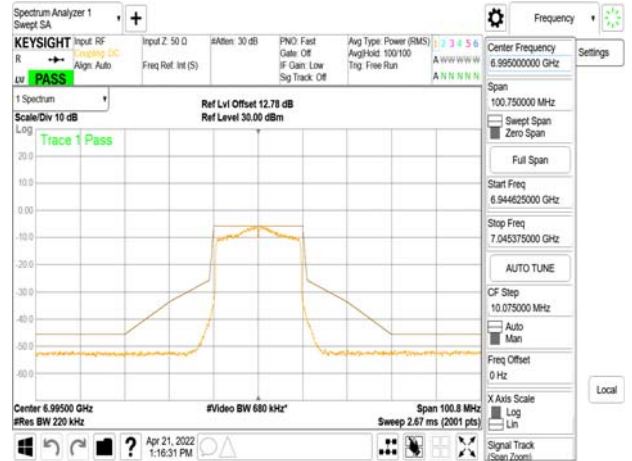 Spectrum Analyzer 1
Swept SA
+
Frequency
KEYSIGHT
Input: RF
Coupling: DC
Align: Auto
Input Z: 50 Ω
Freq Ref: Int (S)
#Atten: 30 dB
PNO: Fast
Gate: Off
IF Gain: Low
Sig Track: Off
Avg Type: Power (RMS)
Avg|Hold: 100/100
Trig: Free Run
1 2 3 4 5 6
A W W W W W
A N N N N N
R
LV PASS
Center Frequency
6.995000000 GHz
Settings
Span
100.750000 MHz
Swept Span
Zero Span
Full Span
Start Freq
6.944625000 GHz
Stop Freq
7.045375000 GHz
AUTO TUNE
CF Step
10.075000 MHz
Auto
Man
Freq Offset
0 Hz
X Axis Scale
Log
Lin
Signal Track
(Span Zoom)
Local
1 Spectrum
Scale/Div 10 dB
Ref Lvl Offset 12.78 dB
Ref Level 30.00 dBm
Log
Trace 1 Pass
20.0
10.0
0.00
-10.0
-20.0
-30.0
-40.0
-50.0
-60.0
Center 6.99500 GHz
#Res BW 220 kHz
#Video BW 680 kHz*
Span 100.8 MHz
Sweep 2.67 ms (2001 pts)
?
Apr 21, 2022
1:16:31 PM